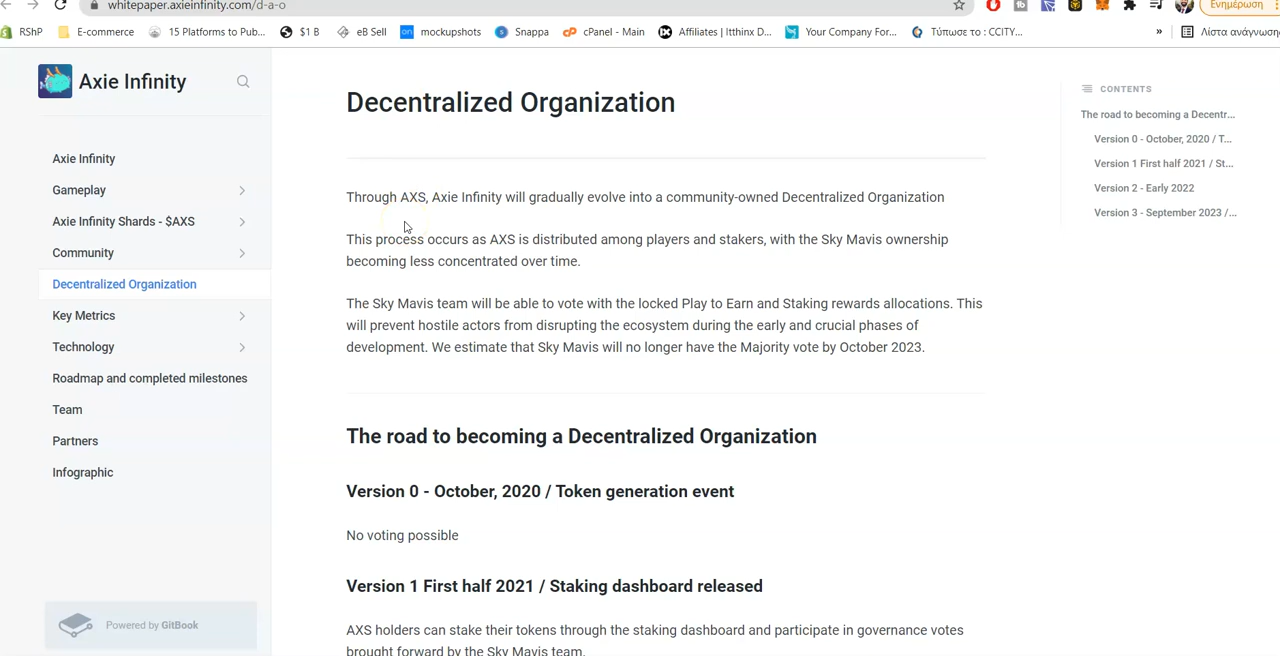 whitepaper.axieinfinity.com/d-a-o
Ενημέρωση
RShP
E-commerce
15 Platforms to Pub...
$1 B
eB Sell
mockupshots
Snappa
cPanel - Main
Affiliates | Itthinx D...
Your Company For...
Τύπωσε το : CCITY...
»
Λίστα ανάγνωσης
Axie Infinity
Axie Infinity
Gameplay
Axie Infinity Shards - $AXS
Community
Decentralized Organization
Key Metrics
Technology
Roadmap and completed milestones
Team
Partners
Infographic
Powered by GitBook
Decentralized Organization
Through AXS, Axie Infinity will gradually evolve into a community-owned Decentralized Organization
This process occurs as AXS is distributed among players and stakers, with the Sky Mavis ownership
becoming less concentrated over time.
The Sky Mavis team will be able to vote with the locked Play to Earn and Staking rewards allocations. This
will prevent hostile actors from disrupting the ecosystem during the early and crucial phases of
development. We estimate that Sky Mavis will no longer have the Majority vote by October 2023.
The road to becoming a Decentralized Organization
Version 0 - October, 2020 / Token generation event
No voting possible
Version 1 First half 2021 / Staking dashboard released
AXS holders can stake their tokens through the staking dashboard and participate in governance votes
brought forward by the Sky Mavis team.
CONTENTS
The road to becoming a Decentr...
Version 0 - October, 2020 / T...
Version 1 First half 2021 / St...
Version 2 - Early 2022
Version 3 - September 2023 /...